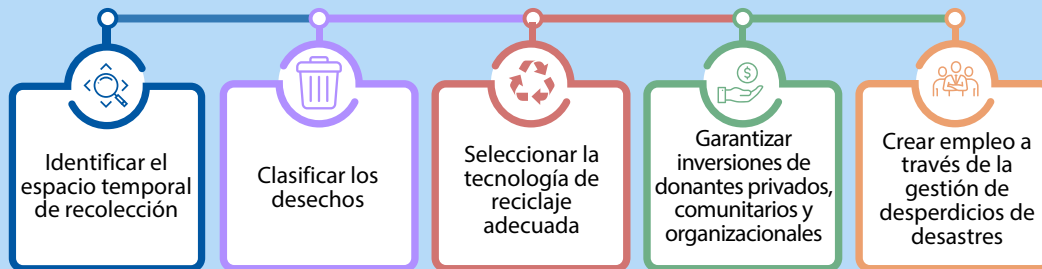 Identificar el
espacio temporal
de recolección
Clasificar los
desechos
Seleccionar la
tecnología de
reciclaje
adecuada
$
Garantizar
inversiones de
donantes privados,
comunitarios y
organizacionales
Crear empleo a
través de la
gestión de
desperdicios de
desastres